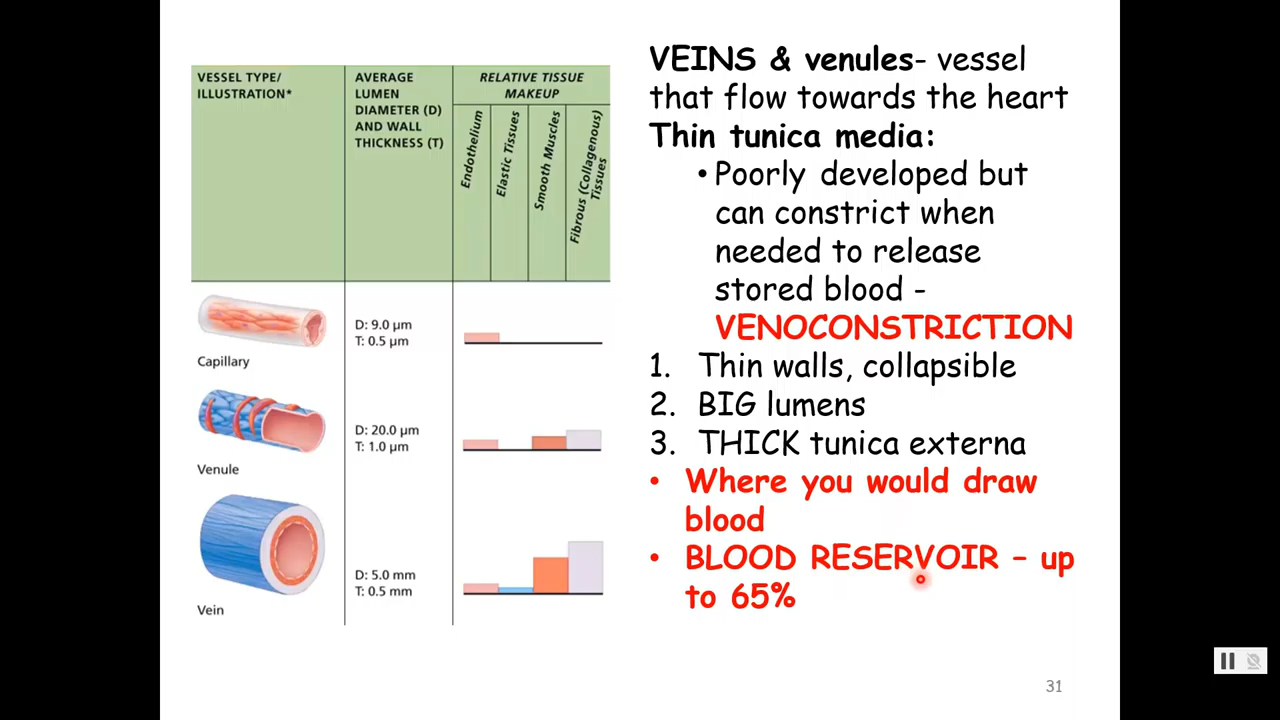 VESSEL TYPE/
ILLUSTRATION*
AVERAGE
LUMEN
DIAMETER (D)
AND WALL
THICKNESS (T)
RELATIVE TISSUE
MAKEUP
Endothelium
Elastic Tissues
Smooth Muscles
Fibrous (Collagenous)
Tissues
D: 9.0 µm
T: 0.5 µm
Capillary
D: 20.0 µm
T: 1.0 µm
Venule
D: 5.0 mm
T: 0.5 mm
Vein
VEINS & venules- vessel
that flow towards the heart
Thin tunica media:
• Poorly developed but
can constrict when
needed to release
stored blood -
VENOCONSTRICTION
1. Thin walls, collapsible
2. BIG lumens
3. THICK tunica externa
• Where you would draw
blood
• BLOOD RESERVOIR – up
to 65%
31